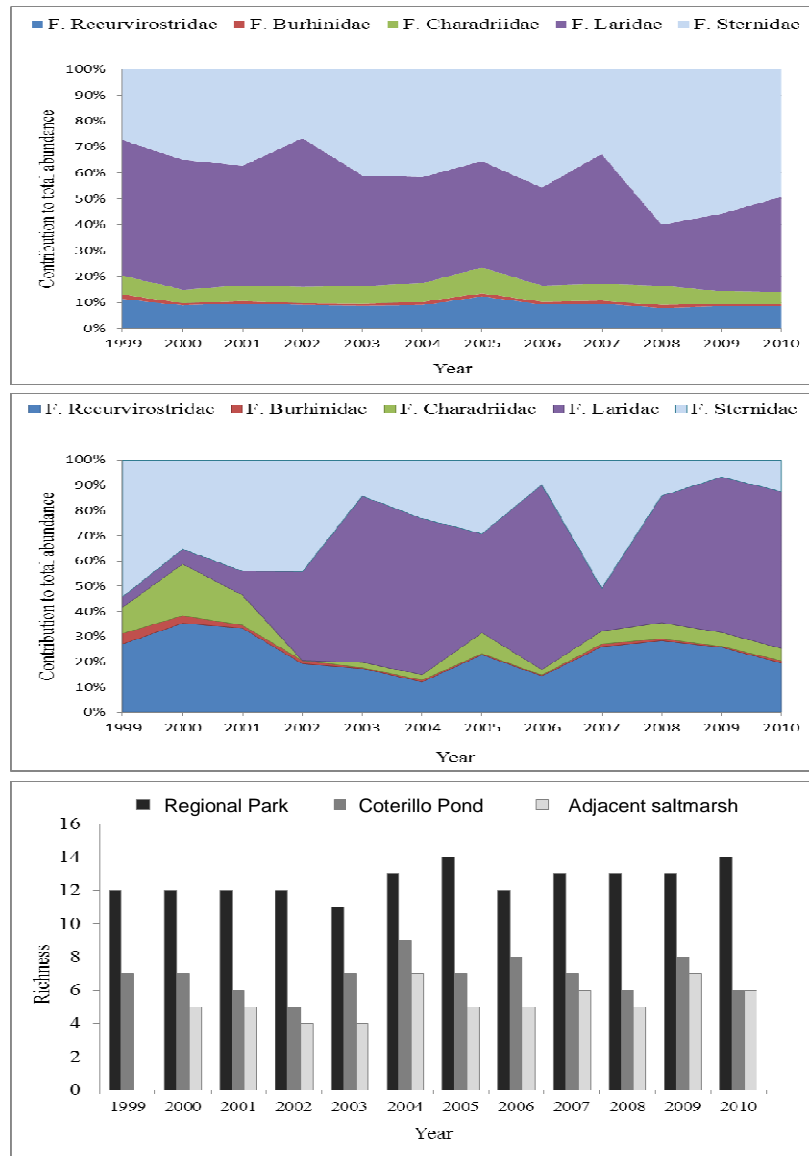 F. Recurvirostridae F. Burhinidae F. Charadriidae F. Laridae F. Sternidae
100%
90%
80%
70%
60%
50%
40%
30%
20%
10%
0%
Contribution to total abundance
1999 2000 2001 2002 2003 2004 2005 2006 2007 2008 2009 2010
Year
F. Recurvirostridae F. Burhinidae F. Charadriidae F. Laridae F. Sternidae
100%
90%
80%
70%
60%
50%
40%
30%
20%
10%
0%
Contribution to total abundance
1999 2000 2001 2002 2003 2004 2005 2006 2007 2008 2009 2010
Year
Regional Park Coterillo Pond Adjacent saltmarsh
16
14
12
10
8
6
4
2
0
Richness
1999 2000 2001 2002 2003 2004 2005 2006 2007 2008 2009 2010
Year